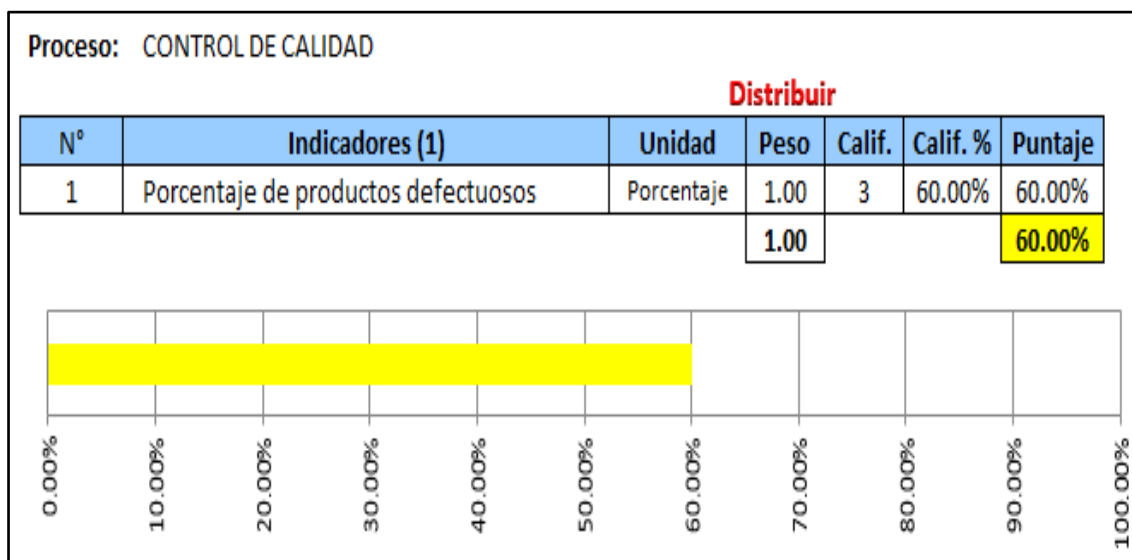 Proceso: CONTROL DE CALIDAD
Distribuir
N° Indicadores (1) Unidad Peso Calif. Calif. % Puntaje
1 Porcentaje de productos defectuosos Porcentaje 1.00 3 60.00% 60.00%
1.00 60.00%
0.00% 10.00% 20.00% 30.00% 40.00% 50.00% 60.00% 70.00% 80.00% 90.00% 100.00%